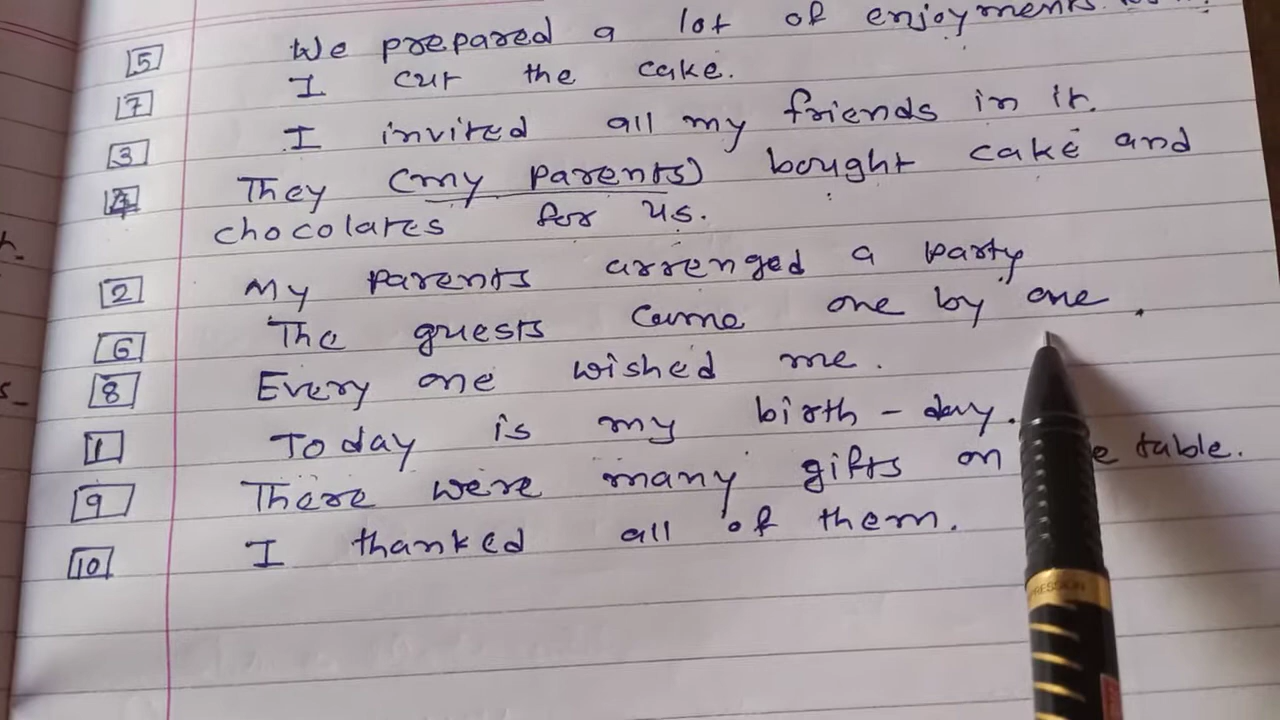 5 We prepared a lot of enjoyments
7 I cut the cake.
3 I invited all my friends in it.
4 They (my parents) bought cake and
chocolates for us.
2 My parents arrenged a party
6 The guests came one by one.
8 Every one wished me.
1 Today is my birth-day.
9 There were many gifts on table.
10 I thanked all of them.
PRESSION